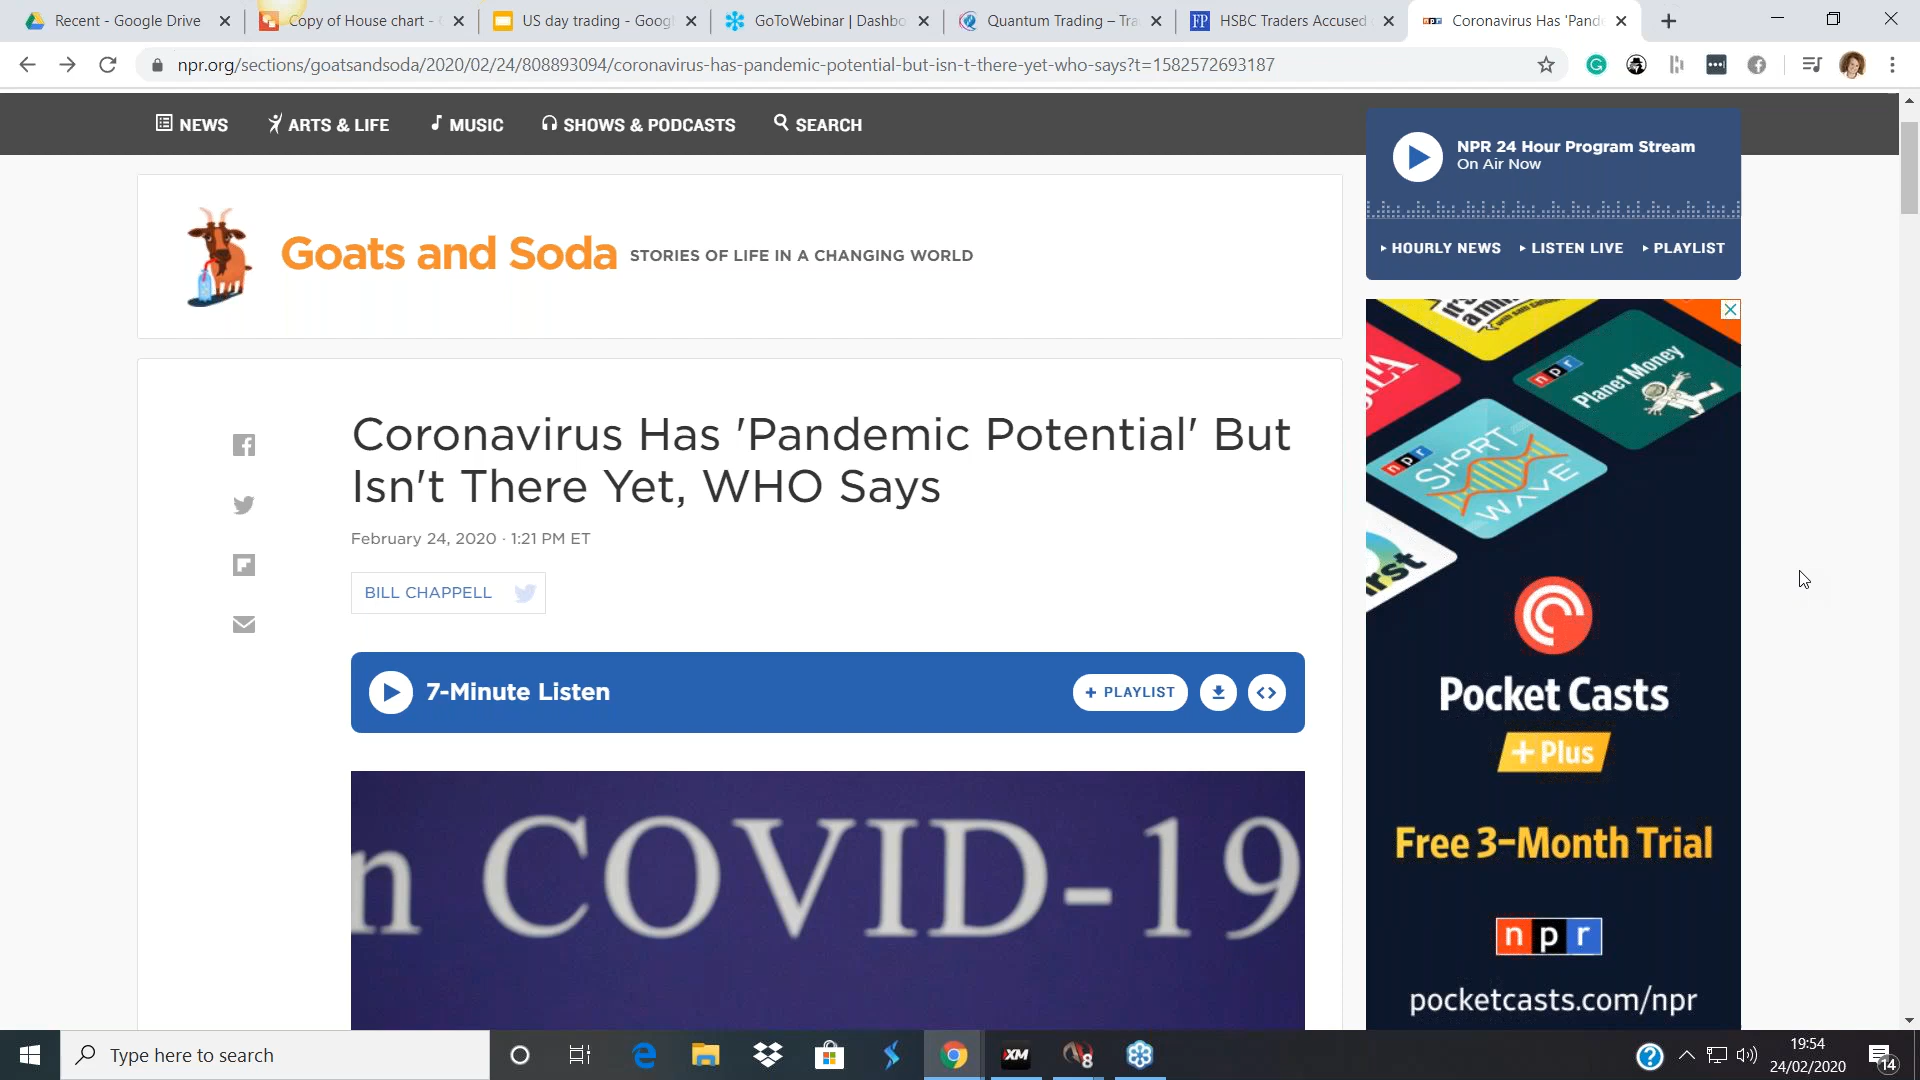 Recent - Google Drive
Copy of House chart -
US day trading - Googl
GoToWebinar | Dashbo
Quantum Trading – Tra
HSBC Traders Accused
Coronavirus Has 'Pand
npr.org/sections/goatsandsoda/2020/02/24/808893094/coronavirus-has-pandemic-potential-but-isn-t-there-yet-who-says?t=1582572693187
NEWS
ARTS & LIFE
MUSIC
SHOWS & PODCASTS
SEARCH
NPR 24 Hour Program Stream
On Air Now
HOURLY NEWS
LISTEN LIVE
PLAYLIST
Goats and Soda
STORIES OF LIFE IN A CHANGING WORLD
Coronavirus Has 'Pandemic Potential' But
Isn't There Yet, WHO Says
February 24, 2020 · 1:21 PM ET
BILL CHAPPELL
7-Minute Listen
+ PLAYLIST
n COVID-19
npr
Planet Money
npr
SHORT
WAVE
Pocket Casts
+ Plus
Free 3-Month Trial
npr
pocketcasts.com/npr
Type here to search
XM
8
19:54
24/02/2020
14